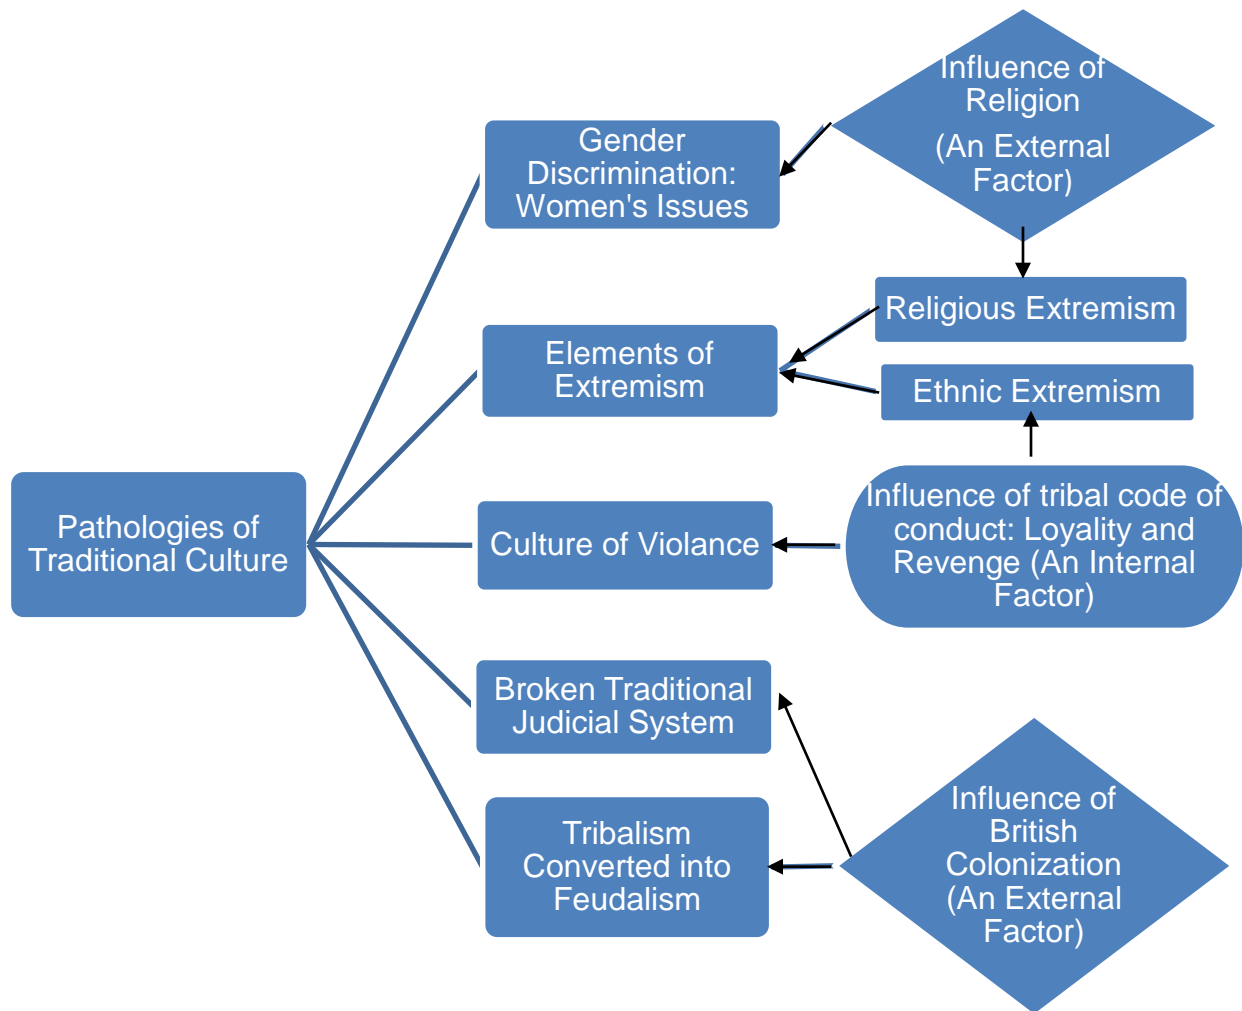 Pathologies of
Traditional Culture
Gender
Discrimination:
Women's Issues
Elements of
Extremism
Culture of Violance
Broken Traditional
Judicial System
Tribalism
Converted into
Feudalism
Influence of
Religion
(An External
Factor)
Religious Extremism
Ethnic Extremism
Influence of tribal code of
conduct: Loyality and
Revenge (An Internal
Factor)
Influence of
British
Colonization
(An External
Factor)